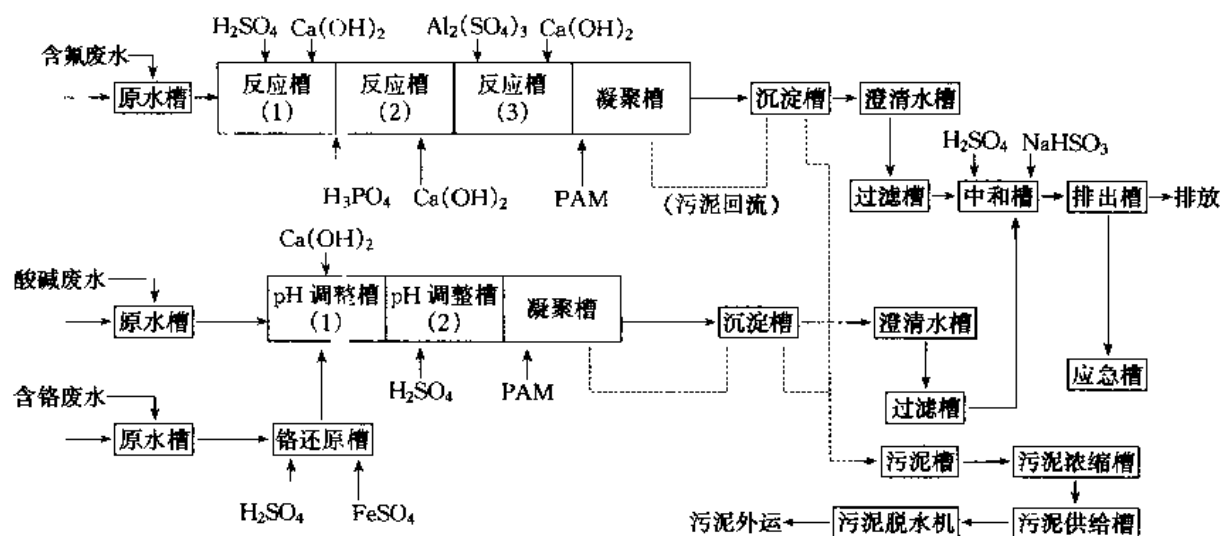 H₂SO₄ Ca(OH)₂ Al₂(SO₄)₃ Ca(OH)₂
含氟废水
原水槽
反应槽
(1)
反应槽
(2)
反应槽
(3)
凝聚槽
沉淀槽
澄清水槽
H₃PO₄ Ca(OH)₂ PAM
(污泥回流)
H₂SO₄ NaHSO₃
过滤槽
中和槽
排出槽
排放
Ca(OH)₂
酸碱废水
原水槽
pH 调整槽
(1)
pH 调整槽
(2)
凝聚槽
沉淀槽
澄清水槽
H₂SO₄ PAM
过滤槽
应急槽
含铬废水
原水槽
铬还原槽
H₂SO₄ FeSO₄
污泥槽
污泥浓缩槽
污泥外运
污泥脱水机
污泥供给槽